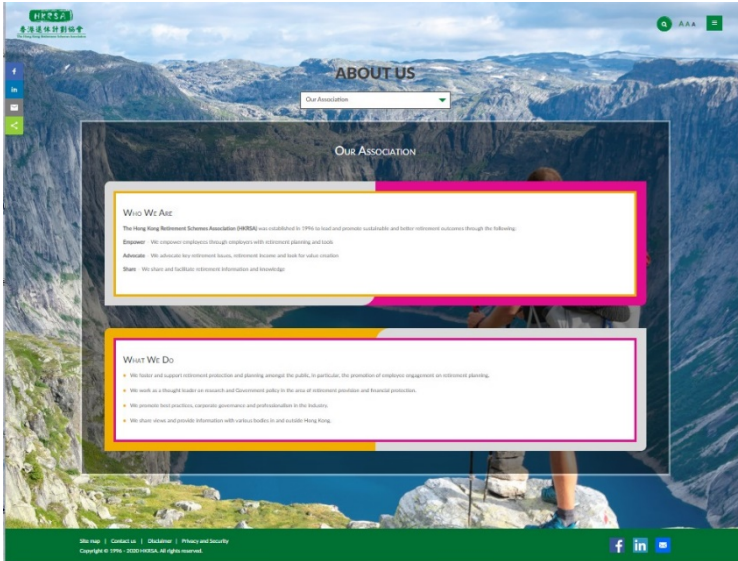 HKRSA
香港退休計劃協會
The Hong Kong Retirement Schemes Association
A A A
ABOUT US
Our Association
OUR ASSOCIATION
WHO WE ARE
The Hong Kong Retirement Schemes Association (HKRSA) was established in 1996 to lead and promote sustainable and better retirement outcomes through the following:
Empower We empower employees through employers with retirement planning and tools
Advocate We advocate key retirement issues, retirement income and look for value creation
Share We share and facilitate retirement information and knowledge
WHAT WE DO
We foster and support retirement protection and planning amongst the public, in particular, the promotion of employee engagement on retirement planning.
We work as a thought leader on research and Government policy in the area of retirement provision and financial protection.
We promote best practices, corporate governance and professionalism in the industry.
We share views and provide information with various bodies in and outside Hong Kong.
Site map | Contact us | Disclaimer | Privacy and Security
Copyright © 1996 - 2020 HKRSA. All rights reserved.